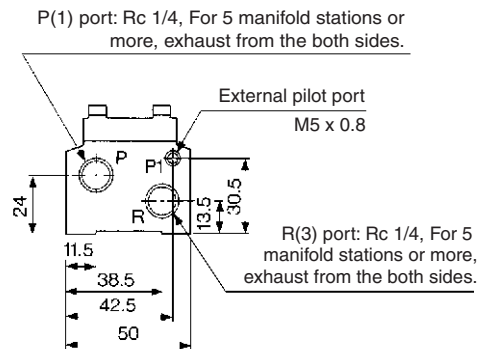 P(1) port: Rc 1/4, For 5 manifold stations or
more, exhaust from the both sides.
External pilot port
M5 x 0.8
P
P1
R
24
13.5
30.5
11.5
38.5
42.5
50
R(3) port: Rc 1/4, For 5
manifold stations or more,
exhaust from the both sides.